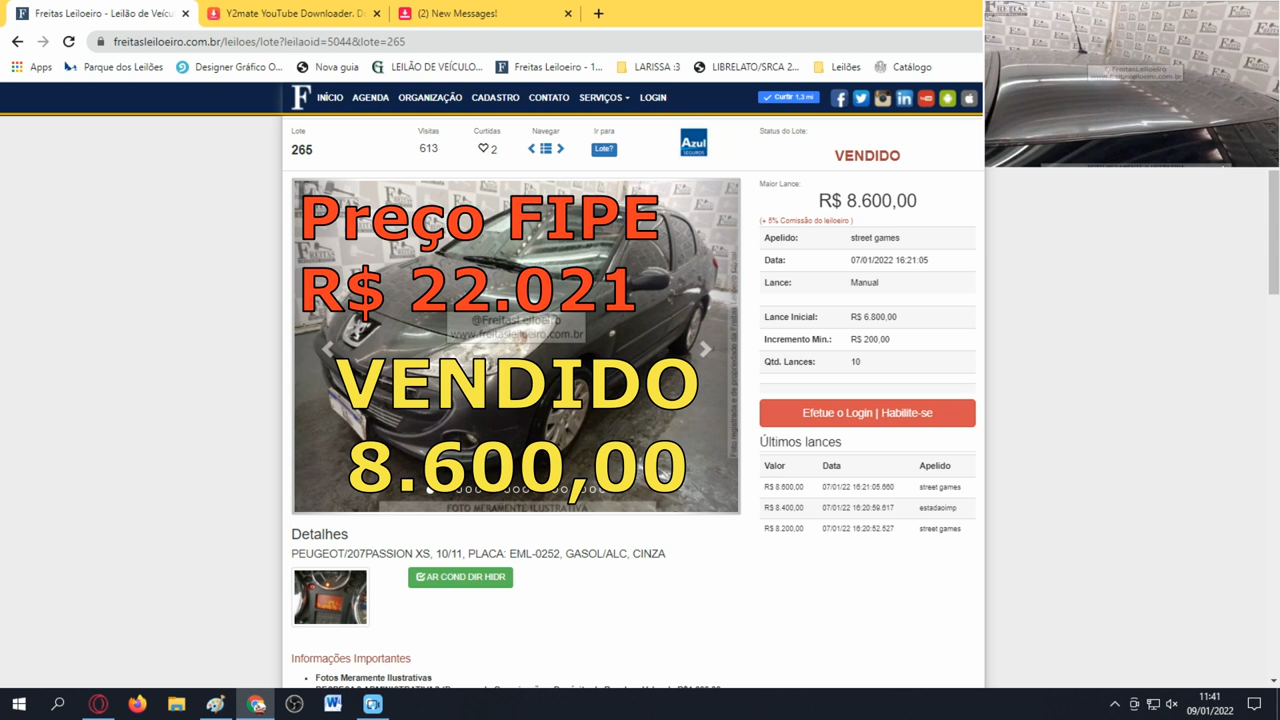 Freitas Leiloeiro - Leilão de Veícu
Y2mate YouTube Downloader. D
(2) New Messages!
freitasleiloeiro.com.br/leiloes/lote?leilaoid=5044&lote=265
Apps
Parque dos Leilões
Designer Gráfico O...
Nova guia
LEILÃO DE VEÍCULO...
Freitas Leiloeiro - 1...
LARISSA :3
LIBRELATO/SRCA 2...
Leilões
Catálogo
INÍCIO AGENDA ORGANIZAÇÃO CADASTRO CONTATO SERVIÇOS LOGIN
Curtir 1,3 mi
Lote Visitas Curtidas Navegar Ir para
265 613 2 Lote?
Azul
SEGUROS
Status do Lote:
VENDIDO
Maior Lance:
R$ 8.600,00
(+ 5% Comissão do leiloeiro )
Apelido: street games
Data: 07/01/2022 16:21:05
Lance: Manual
Lance Inicial: R$ 6.800,00
Incremento Min.: R$ 200,00
Qtd. Lances: 10
Efetue o Login | Habilite-se
Últimos lances
Valor Data Apelido
R$ 8.600,00 07/01/22 16:21:05.660 street games
R$ 8.400,00 07/01/22 16:20:59.617 estadaoimp
R$ 8.200,00 07/01/22 16:20:52.527 street games
Preço FIPE
R$ 22.021
@FreitasLeiloeiro
www.freitasleiloeiro.com.br
VENDIDO
8.600,00
FOTO MERAMENTE ILUSTRATIVA
Detalhes
PEUGEOT/207PASSION XS, 10/11, PLACA: EML-0252, GASOL/ALC, CINZA
AR COND DIR HIDR
Informações Importantes
Fotos Meramente Ilustrativas
11:41
09/01/2022